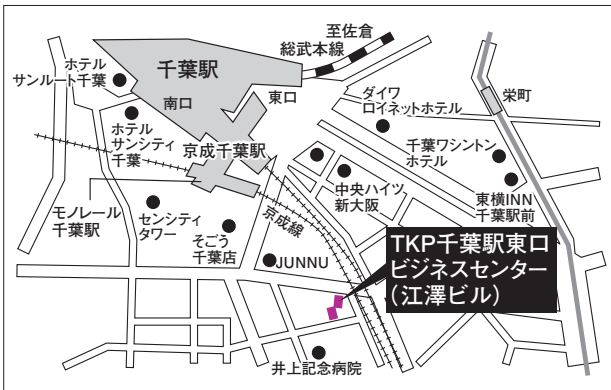 至佐倉
総武本線
千葉駅
ホテル
サンルート千葉
南口
東口
ダイワ
ロイネットホテル
栄町
ホテル
サンシティ
千葉
京成千葉駅
千葉ワシントン
ホテル
中央ハイツ
新大阪
東横INN
千葉駅前
モノレール
千葉駅
センシティ
タワー
そごう
千葉店
京成線
JUNNU
TKP千葉駅東口
ビジネスセンター
（江澤ビル）
井上記念病院